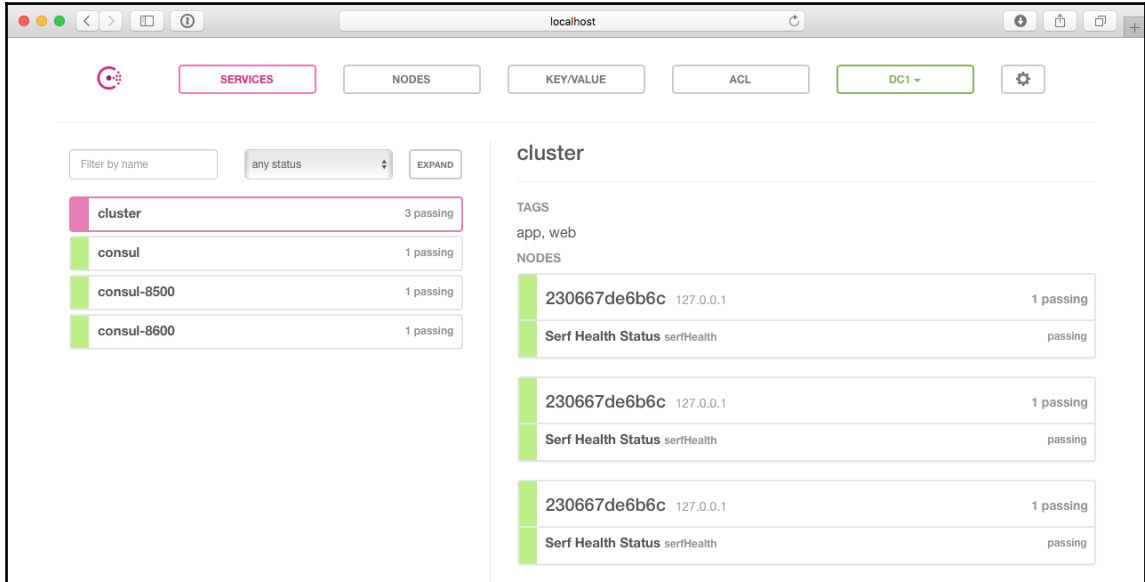 localhost
SERVICES NODES KEY/VALUE ACL DC1
Filter by name any status EXPAND
cluster 3 passing
consul 1 passing
consul-8500 1 passing
consul-8600 1 passing
cluster
TAGS
app, web
NODES
230667de6b6c 127.0.0.1 1 passing
Serf Health Status serfHealth passing
230667de6b6c 127.0.0.1 1 passing
Serf Health Status serfHealth passing
230667de6b6c 127.0.0.1 1 passing
Serf Health Status serfHealth passing